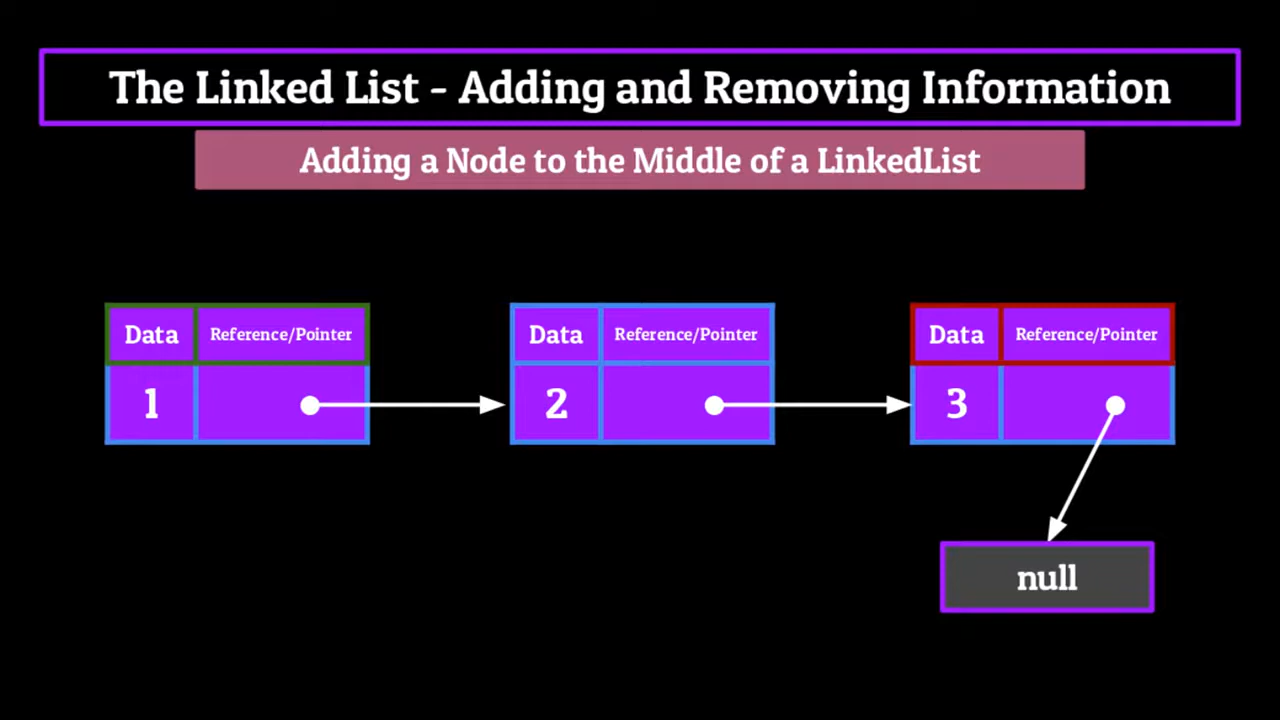 The Linked List - Adding and Removing Information
Adding a Node to the Middle of a LinkedList
Data Reference/Pointer Data Reference/Pointer Data Reference/Pointer
1 2 3
null